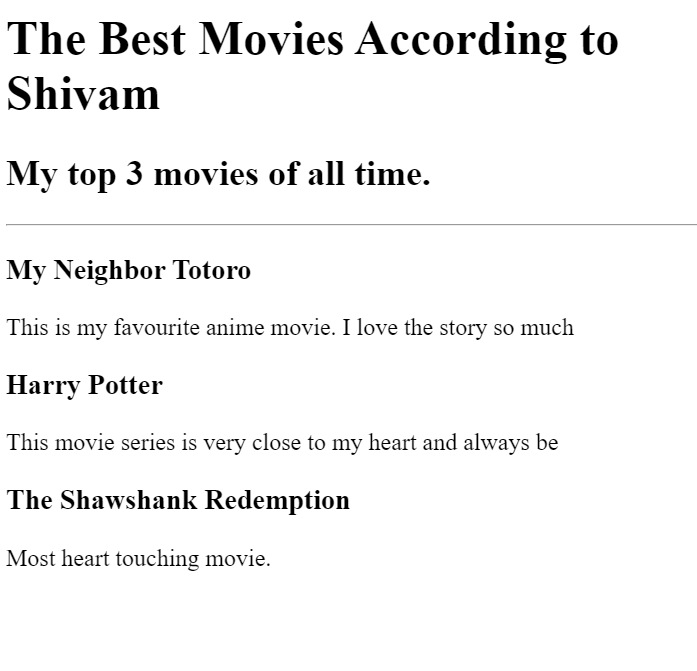 The Best Movies According to
Shivam
My top 3 movies of all time.
My Neighbor Totoro
This is my favourite anime movie. I love the story so much
Harry Potter
This movie series is very close to my heart and always be
The Shawshank Redemption
Most heart touching movie.